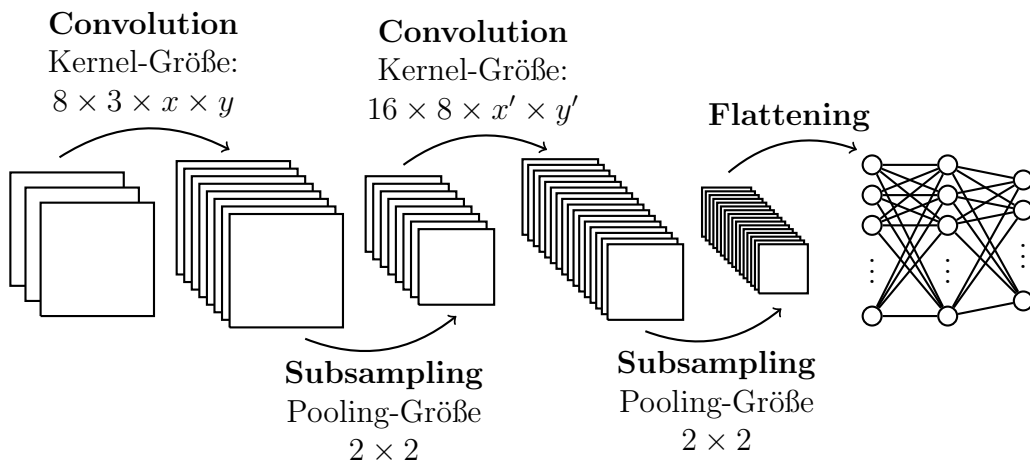 Convolution
Kernel-Größe:
8 × 3 × x × y
Convolution
Kernel-Größe:
16 × 8 × x′ × y′
Flattening
Subsampling
Pooling-Größe
2 × 2
Subsampling
Pooling-Größe
2 × 2